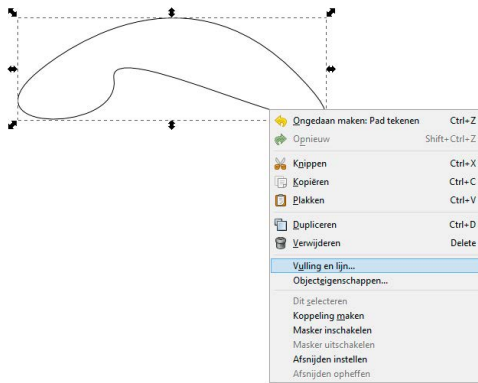 Ongedaan maken: Pad tekenen Ctrl+Z
Opnieuw Shift+Ctrl+Z
Knippen Ctrl+X
Kopiëren Ctrl+C
Plakken Ctrl+V
Dupliceren Ctrl+D
Verwijderen Delete
Vulling en lijn...
Objecteigenschappen...
Dit selecteren
Koppeling maken
Masker inschakelen
Masker uitschakelen
Afsnijden instellen
Afsnijden opheffen